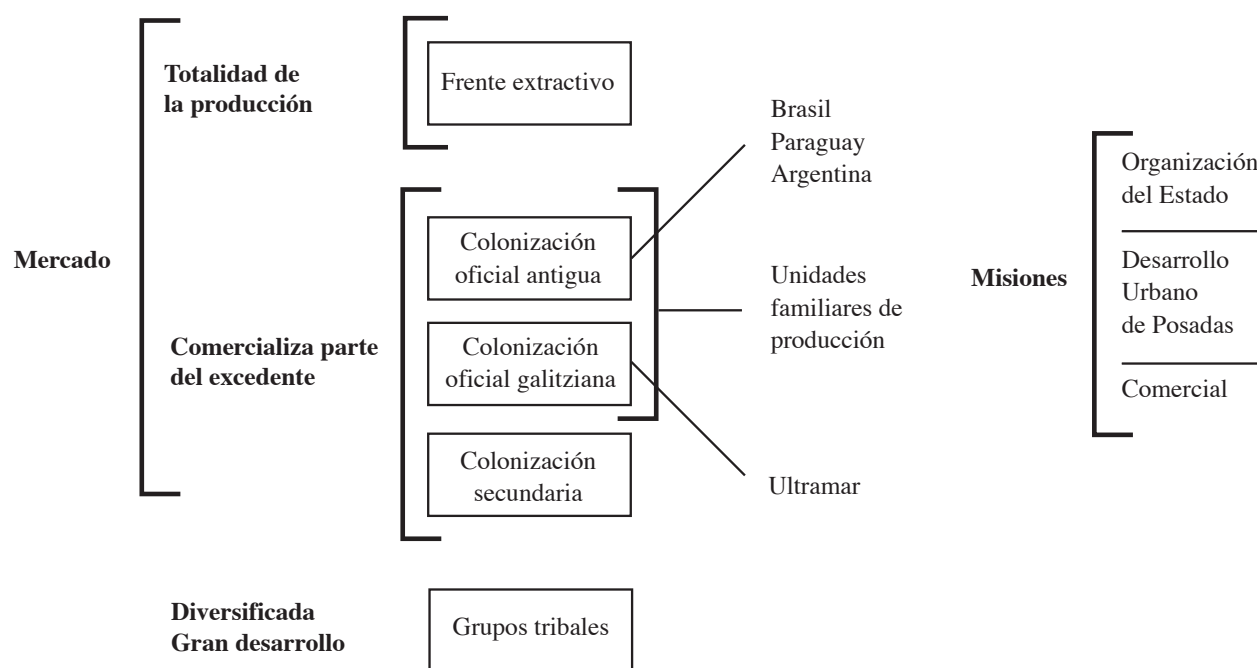 Mercado
Totalidad de
la producción
Frente extractivo
Comercializa parte
del excedente
Colonización
oficial antigua
Colonización
oficial galitziana
Colonización
secundaria
Diversificada
Gran desarrollo
Grupos tribales
Brasil
Paraguay
Argentina
Unidades
familiares de
producción
Ultramar
Misiones
Organización
del Estado
Desarrollo
Urbano
de Posadas
Comercial